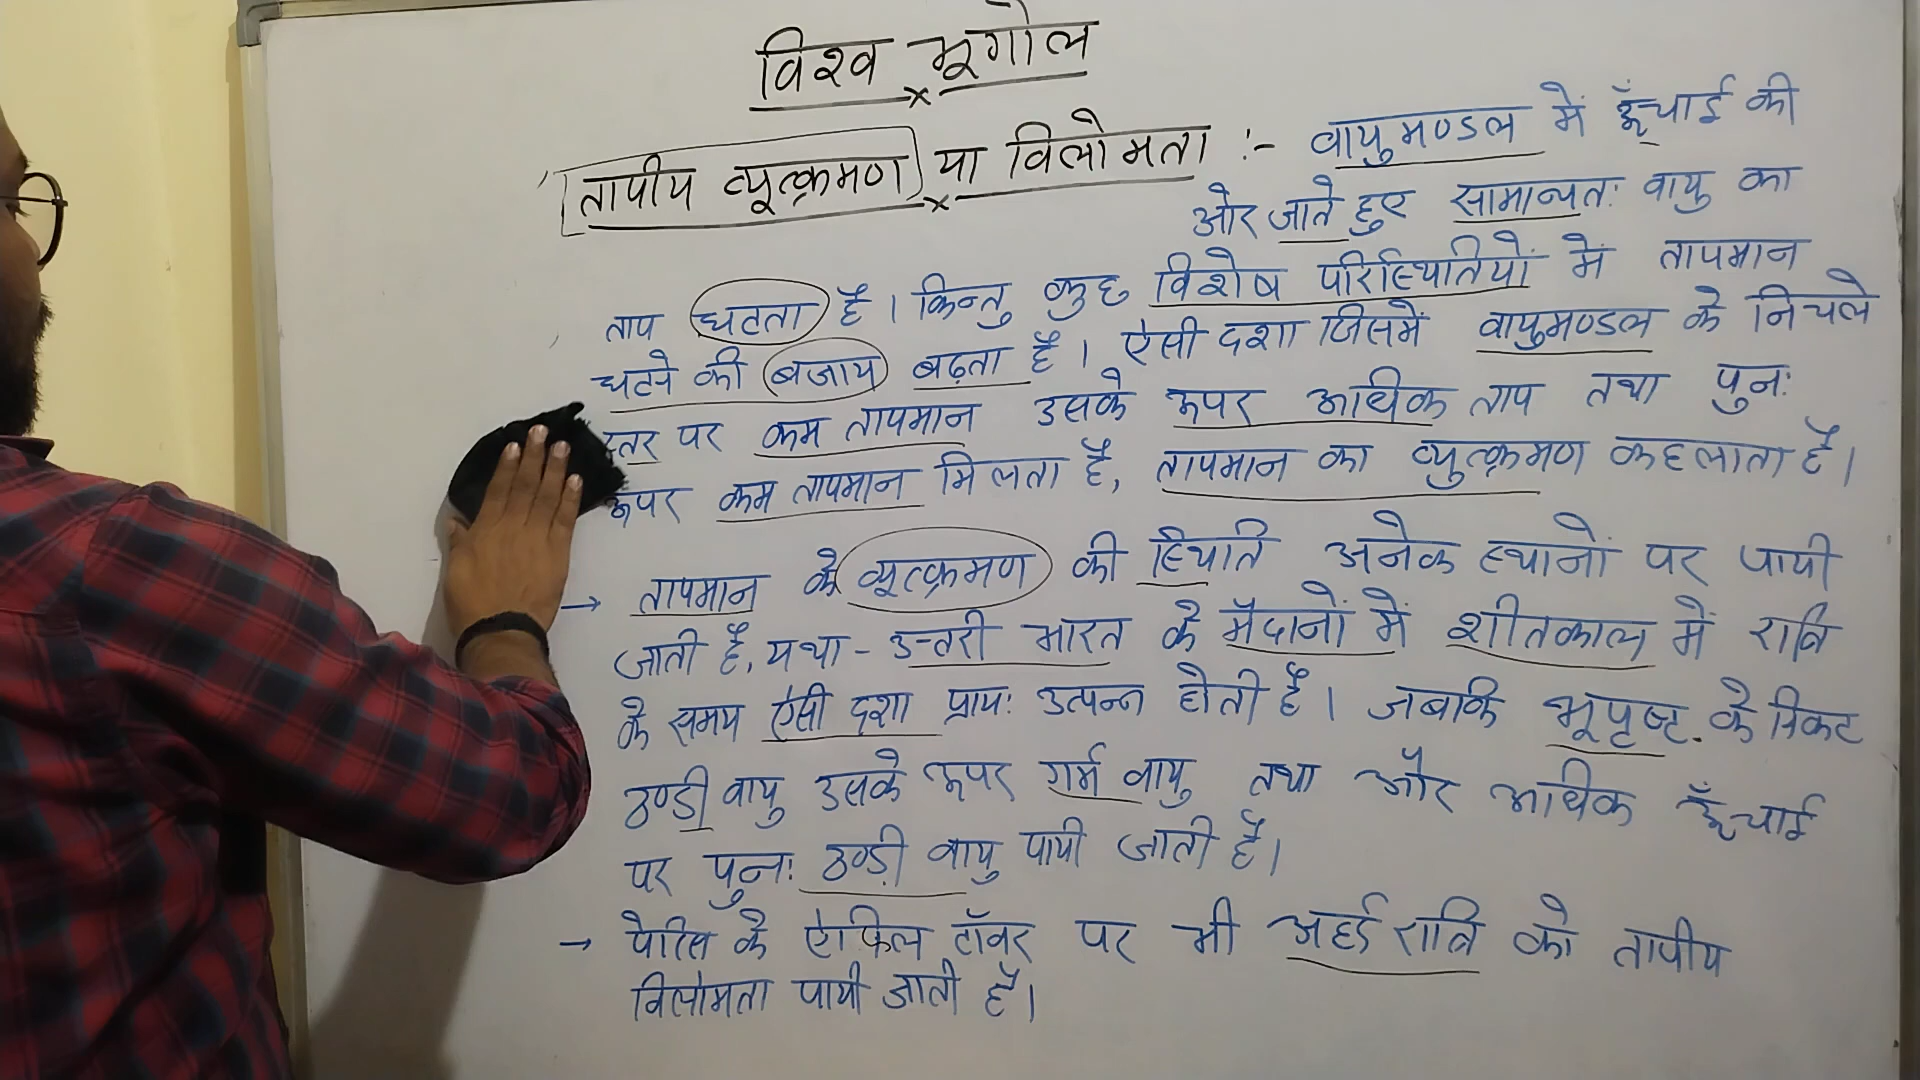 विश्व भूगोल
तापीय व्यूत्क्रमण या विलोमता :- वायुमण्डल में ऊँचाई की
ओर जाते हुए सामान्यतः वायु का
ताप घटता है। किन्तु कुछ विशेष परिस्थितियों में तापमान
घटने की बजाय बढ़ता है। ऐसी दशा जिसमें वायुमण्डल के निचले
स्तर पर कम तापमान उसके ऊपर अधिक ताप तथा पुनः
ऊपर कम तापमान मिलता है, तापमान का व्युत्क्रमण कहलाता है।
→ तापमान के व्यूत्क्रमण की स्थिति अनेक स्थानों पर पायी
जाती है, यथा - उत्तरी भारत के मैदानों में शीतकाल में रात्रि
के समय ऐसी दशा प्रायः उत्पन्न होती है। जबकि भूपृष्ट के निकट
ठण्डी वायु उसके ऊपर गर्म वायु तथा और अधिक ऊँचाई
पर पुनः ठण्डी वायु पायी जाती है।
→ पेरिस के ऐफिल टॉवर पर भी अर्द्ध रात्रि को तापीय
विलोमता पायी जाती है।